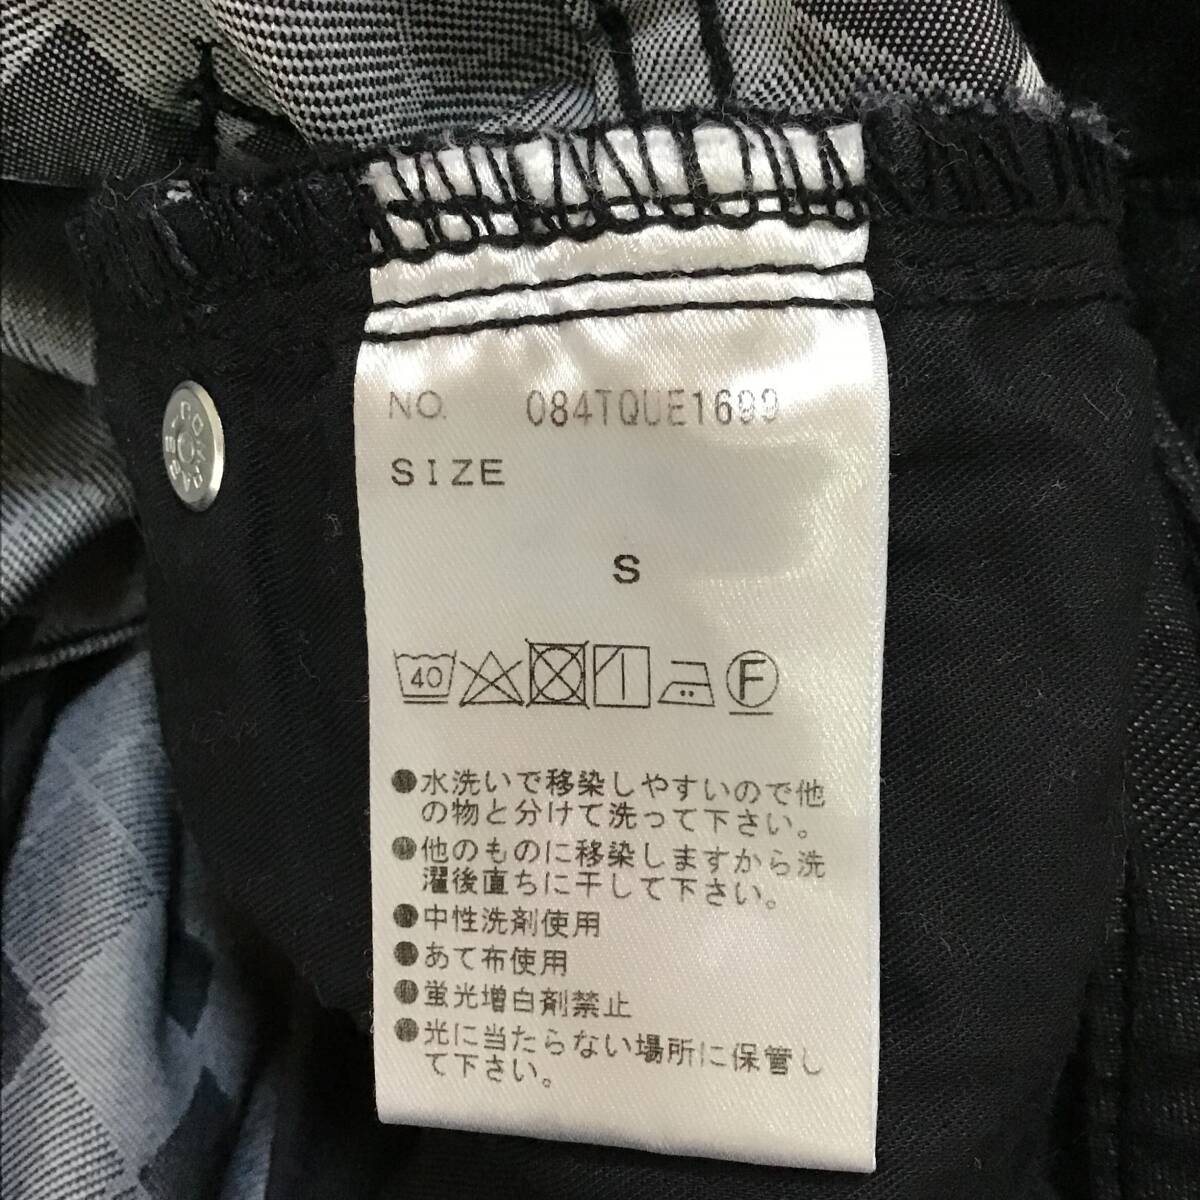 NO. 084TQUE1699
SIZE
S
40
F
●水洗いで移染しやすいので他
の物と分けて洗って下さい。
●他のものに移染しますから洗
濯後直ちに干して下さい。
●中性洗剤使用
●あて布使用
●蛍光増白剤禁止
●光に当たらない場所に保管し
て下さい。